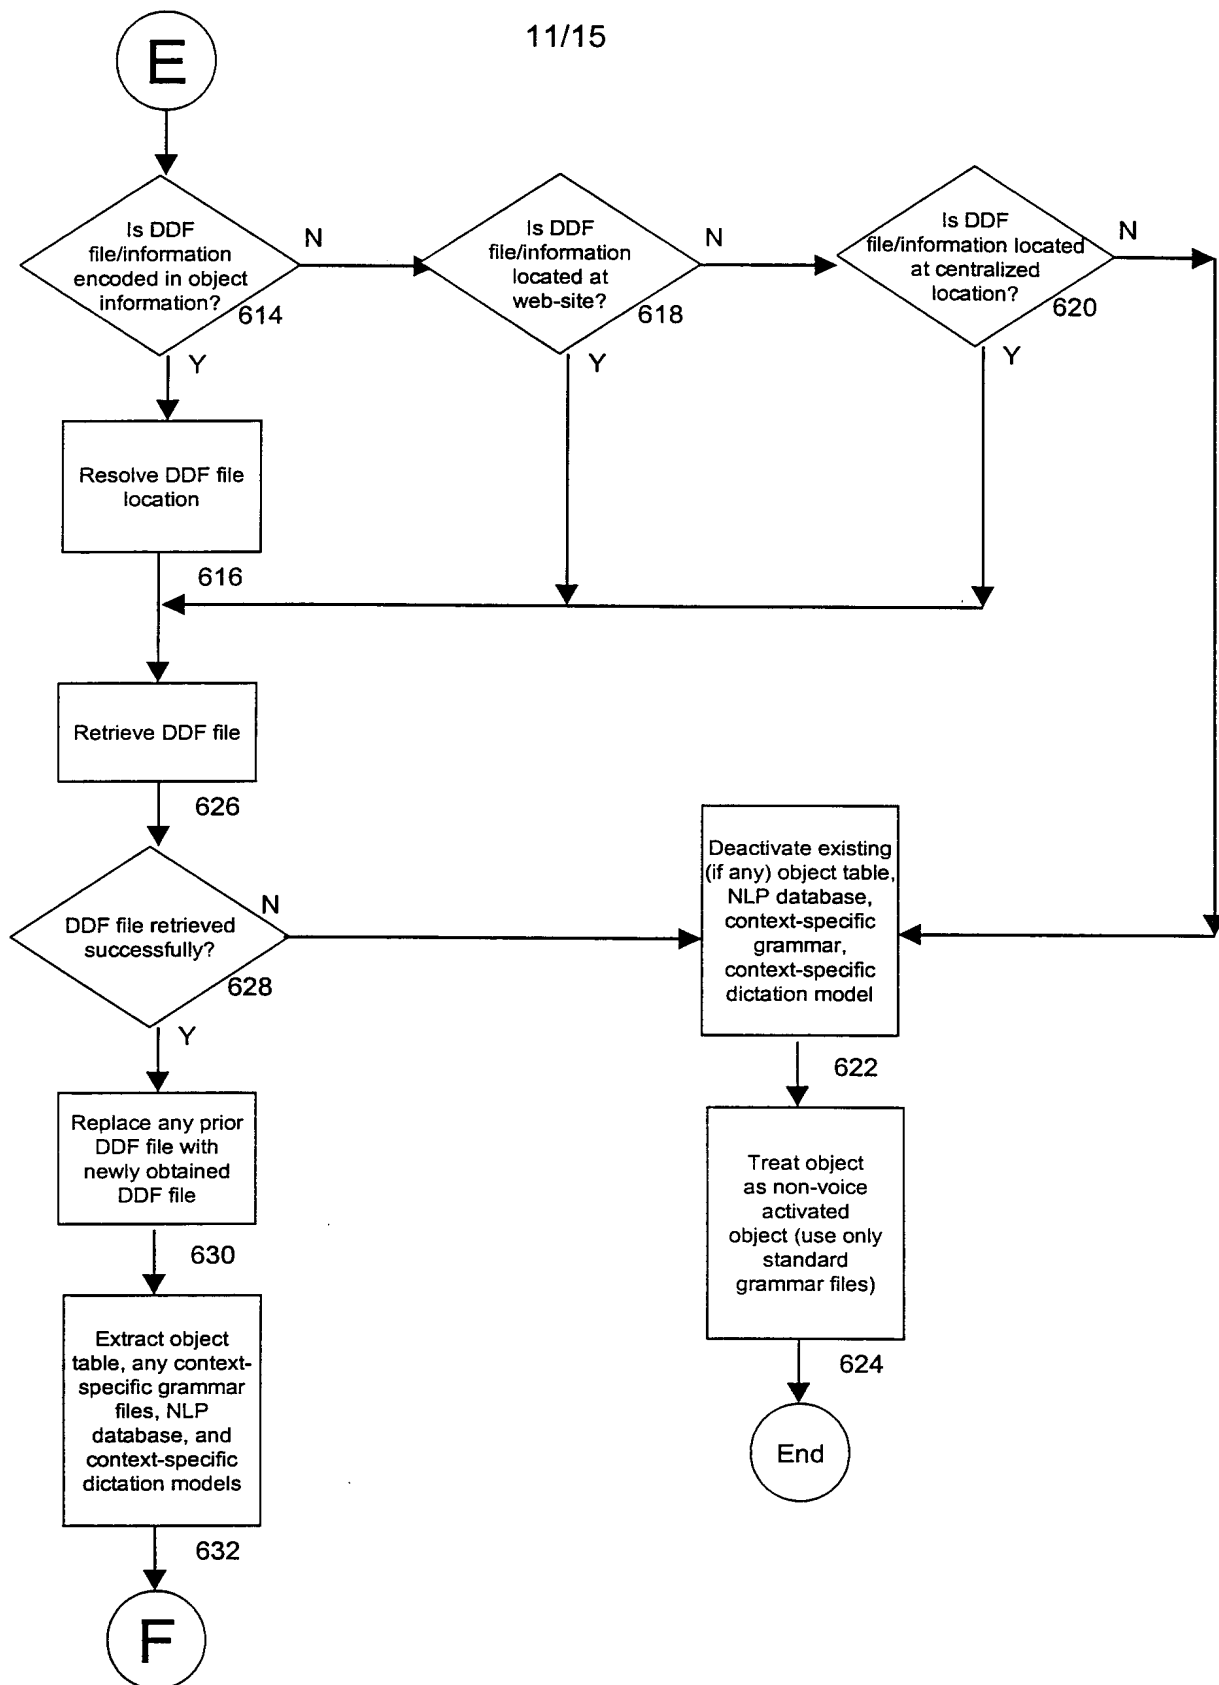 11/15
E
Is DDF
file/information
encoded in object
information?
614
N
Y
Is DDF
file/information
located at
web-site?
618
N
Y
Is DDF
file/information located
at centralized
location?
620
N
Y
Resolve DDF file
location
616
Retrieve DDF file
626
DDF file retrieved
successfully?
628
N
Y
Deactivate existing
(if any) object table,
NLP database,
context-specific
grammar,
context-specific
dictation model
622
Replace any prior
DDF file with
newly obtained
DDF file
630
Treat object
as non-voice
activated
object (use only
standard
grammar files)
624
Extract object
table, any context-
specific grammar
files, NLP
database, and
context-specific
dictation models
632
End
F